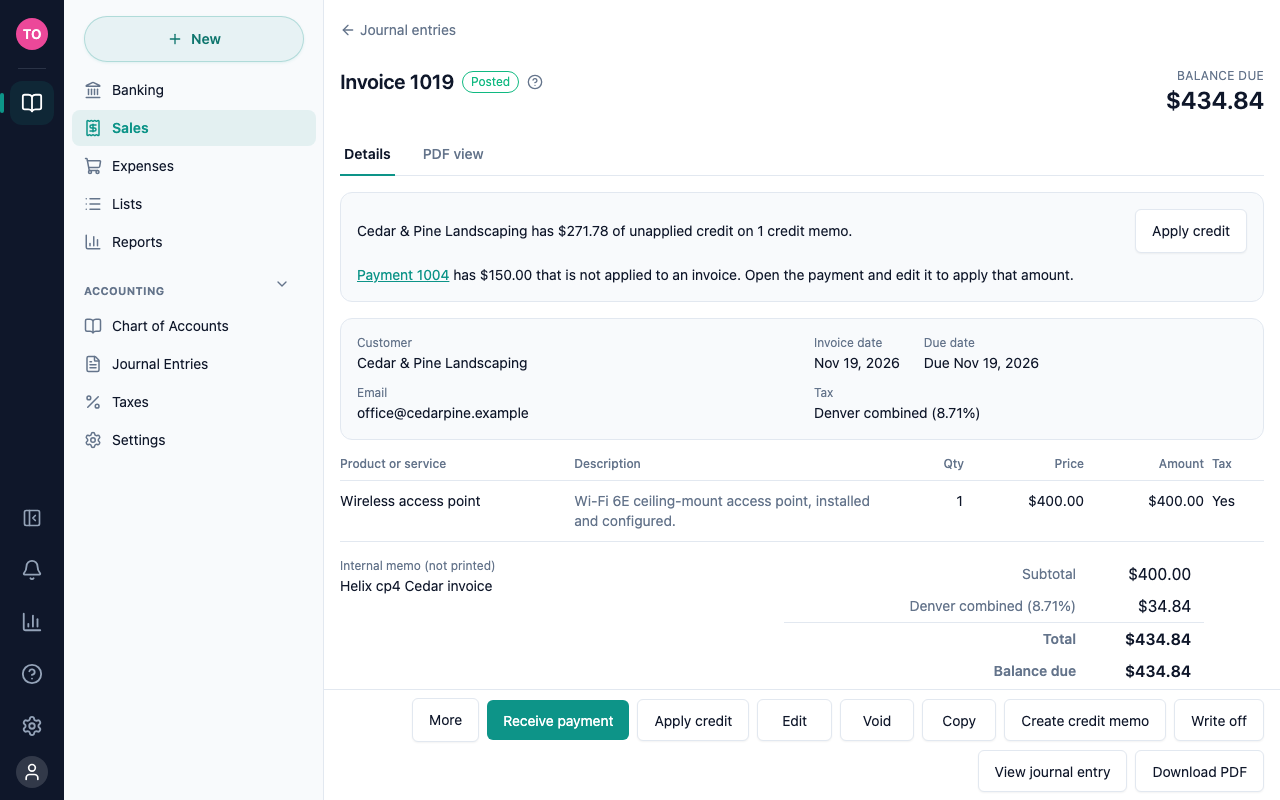 TO
New
Banking
Sales
Expenses
Lists
Reports
ACCOUNTING
Chart of Accounts
Journal Entries
Taxes
Settings
Journal entries
Invoice 1019 Posted
BALANCE DUE
$434.84
Details PDF view
Cedar & Pine Landscaping has $271.78 of unapplied credit on 1 credit memo.
Apply credit
Payment 1004 has $150.00 that is not applied to an invoice. Open the payment and edit it to apply that amount.
Customer Invoice date Due date
Cedar & Pine Landscaping Nov 19, 2026 Due Nov 19, 2026
Email Tax
office@cedarpine.example Denver combined (8.71%)
Product or service Description Qty Price Amount Tax
Wireless access point Wi-Fi 6E ceiling-mount access point, installed 1 $400.00 $400.00 Yes
and configured.
Internal memo (not printed)
Helix cp4 Cedar invoice
Subtotal $400.00
Denver combined (8.71%) $34.84
Total $434.84
Balance due $434.84
More Receive payment Apply credit Edit Void Copy Create credit memo Write off
View journal entry Download PDF